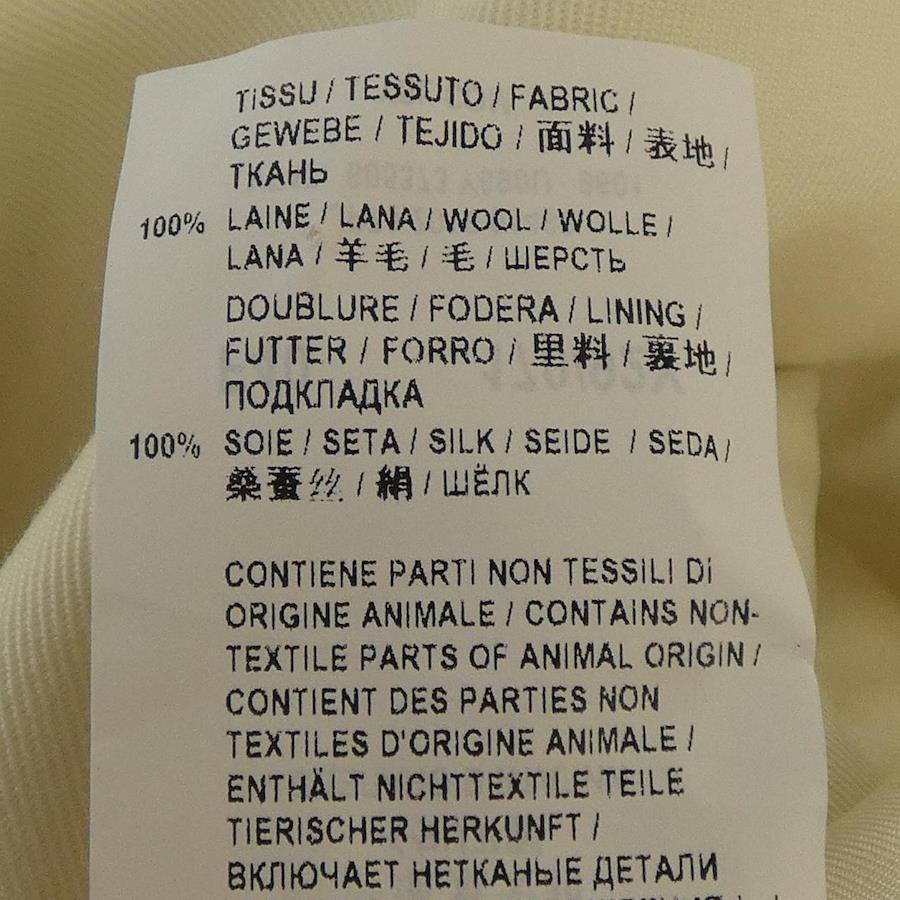 TISSU / TESSUTO / FABRIC /
GEWEBE / TEJIDO / 面料 / 表地 /
ТКАНЬ
100% LAINE / LANA / WOOL / WOLLE /
LANA / 羊毛 / 毛 / ШЕРСТЬ
DOUBLURE / FODERA / LINING /
FUTTER / FORRO / 里料 / 裏地 /
ПОДКЛАДКА
100% SOIE / SETA / SILK / SEIDE / SEDA /
桑蚕丝 / 絹 / ШЁЛК
CONTIENE PARTI NON TESSILI DI
ORIGINE ANIMALE / CONTAINS NON-
TEXTILE PARTS OF ANIMAL ORIGIN /
CONTIENT DES PARTIES NON
TEXTILES D'ORIGINE ANIMALE /
ENTHÄLT NICHTTEXTILE TEILE
TIERISCHER HERKUNFT /
ВКЛЮЧАЕТ НЕТКАНЫЕ ДЕТАЛИ